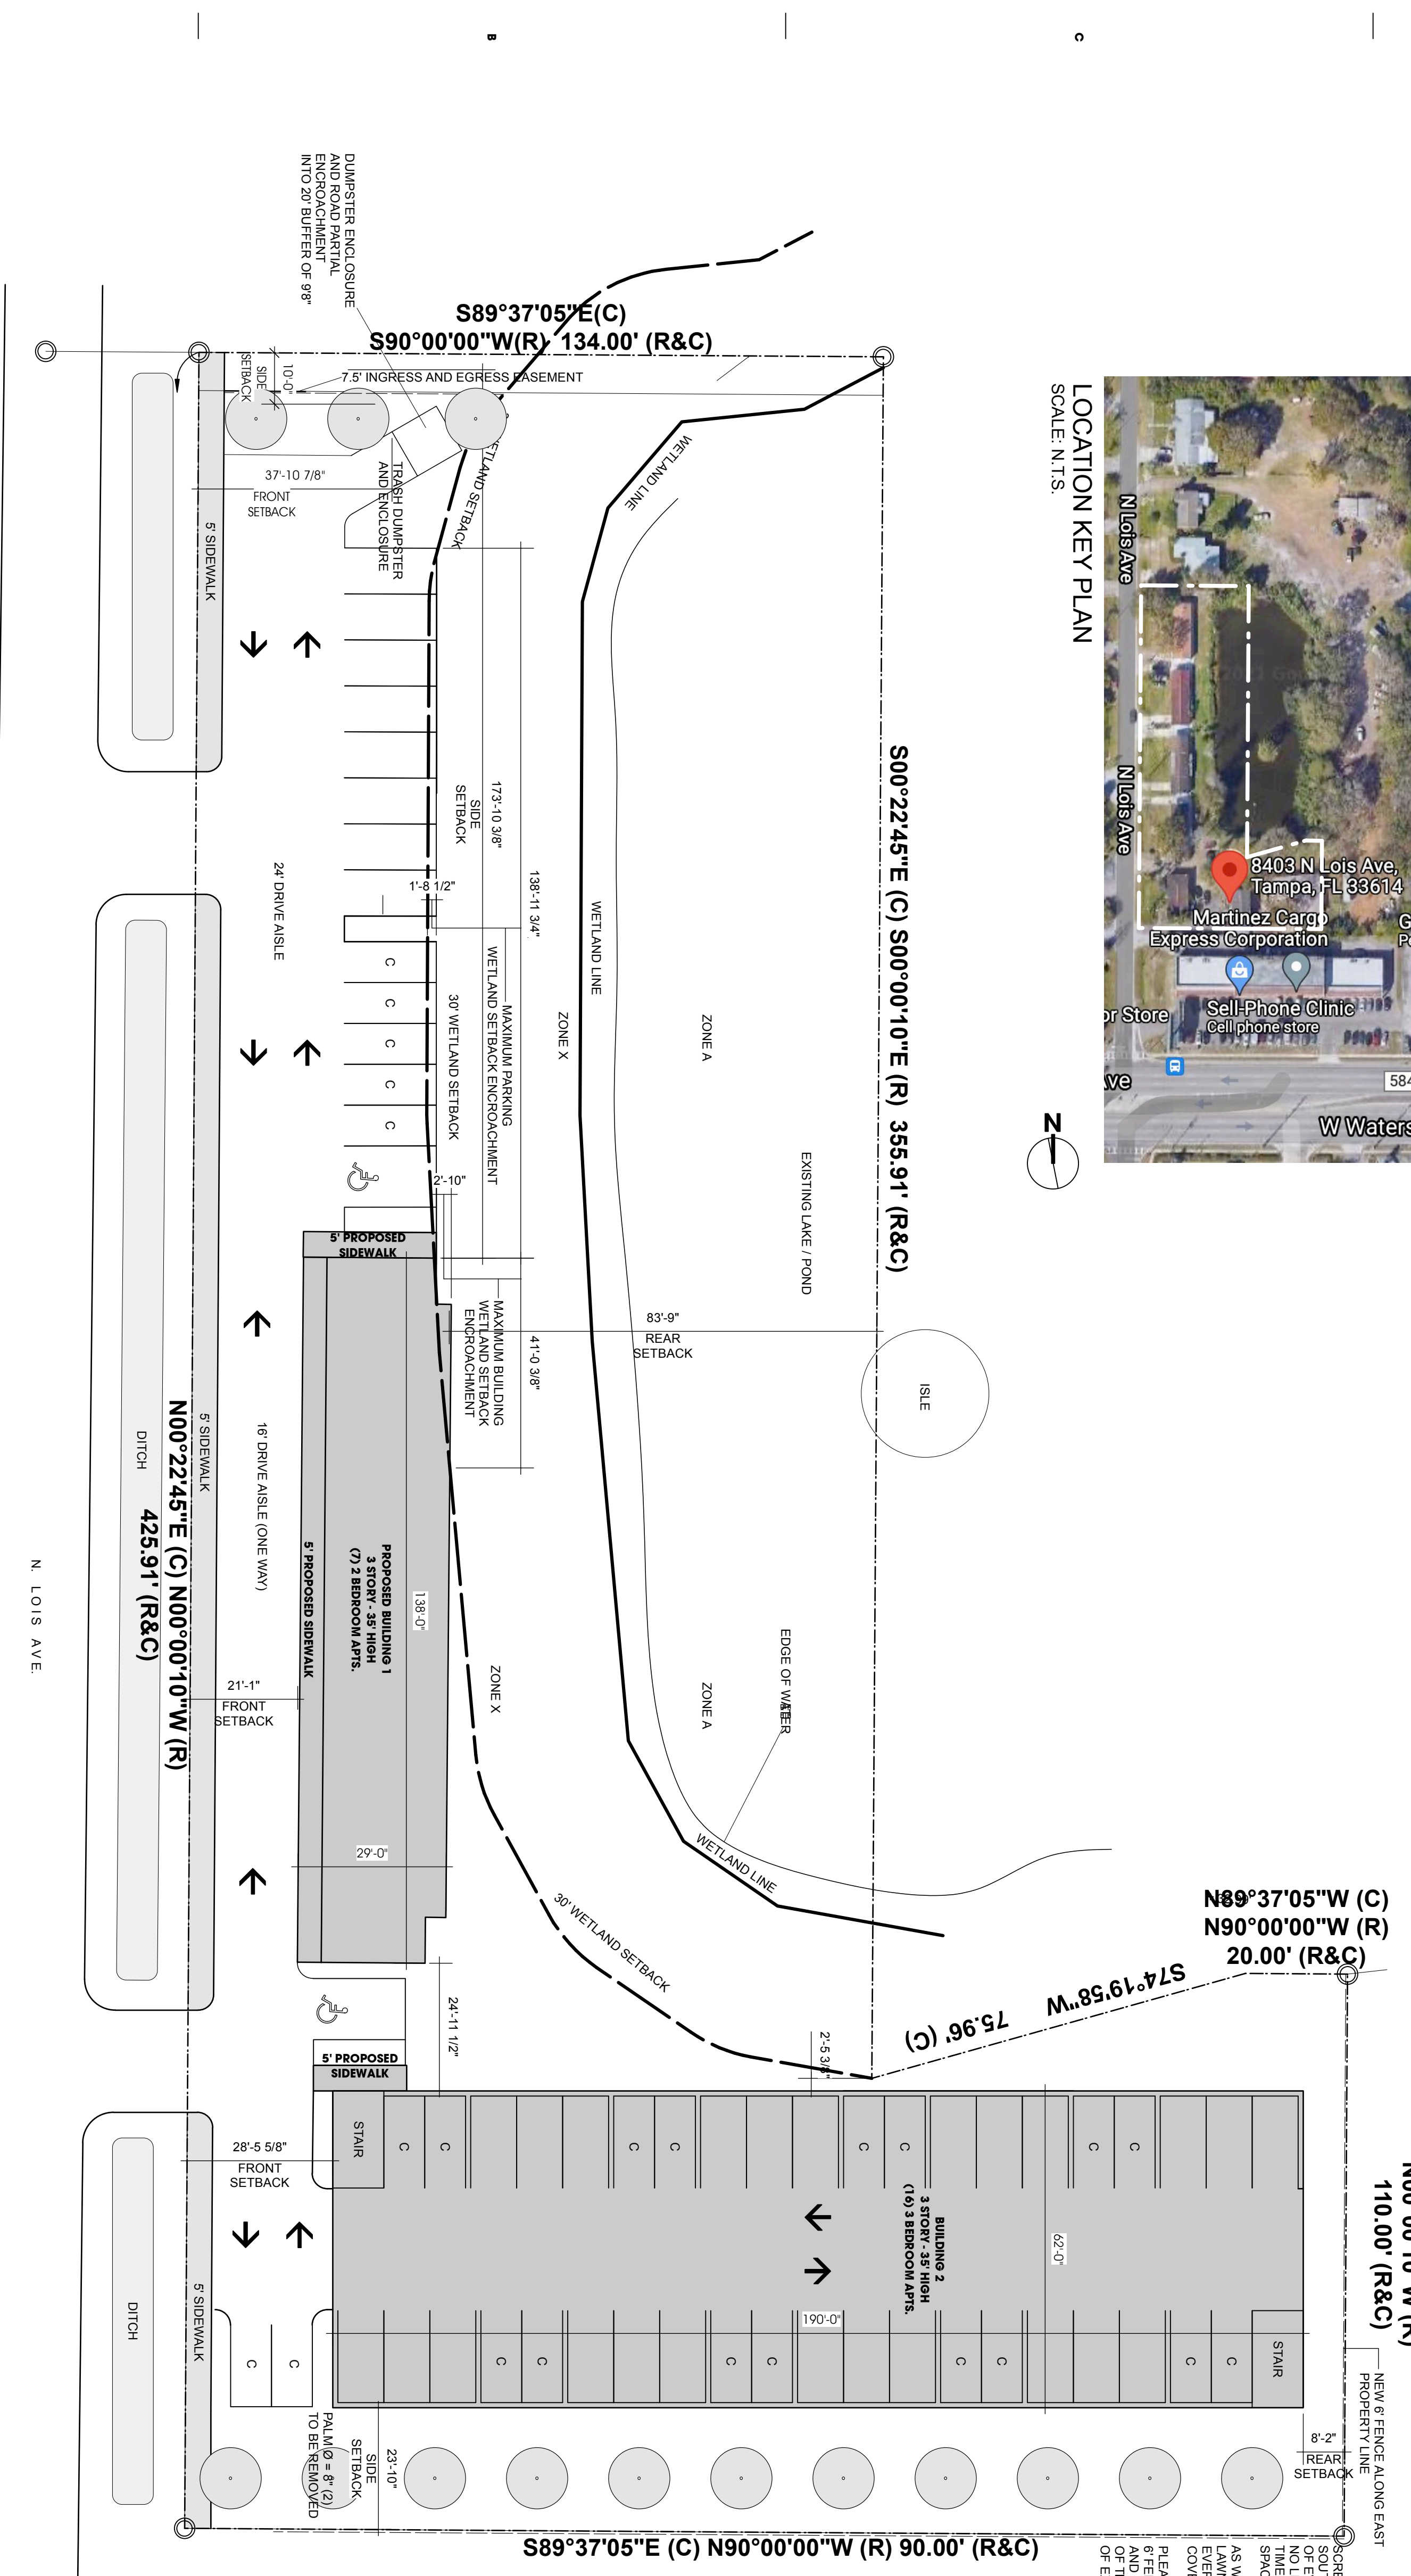 B
C
DUMPSTER ENCLOSURE
AND ROAD PARTIAL
ENCROACHMENT
INTO 20' BUFFER OF 9'8"
S89°37'05"E(C)
S90°00'00"W(R) 134.00' (R&C)
7.5' INGRESS AND EGRESS EASEMENT
10'-0"
SIDE
SETBACK
37'-10 7/8"
FRONT
SETBACK
TRASH DUMPSTER
AND ENCLOSURE
WETLAND SETBACK
WETLAND LINE
5' SIDEWALK
LOCATION KEY PLAN
SCALE: N.T.S.
N Lois Ave
N Lois Ave
8403 N Lois Ave,
Tampa, FL 33614
Martinez Cargo
Express Corporation
Sell-Phone Clinic
Cell phone store
or Store
584
W Waters
N
S00°22'45"E (C) S00°00'10"E (R) 355.91' (R&C)
173'-10 3/8"
SIDE
SETBACK
138'-11 3/4"
1'-8 1/2"
24' DRIVE AISLE
WETLAND LINE
ZONE X
ZONE A
MAXIMUM PARKING
WETLAND SETBACK ENCROACHMENT
30' WETLAND SETBACK
C
C
C
C
C
2'-10"
EXISTING LAKE / POND
5' PROPOSED
SIDEWALK
MAXIMUM BUILDING
WETLAND SETBACK
ENCROACHMENT
41'-0 3/8"
83'-9"
REAR
SETBACK
ISLE
16' DRIVE AISLE (ONE WAY)
5' SIDEWALK
DITCH
N00°22'45"E (C) N00°00'10"W (R)
425.91' (R&C)
N. LOIS AVE.
5' PROPOSED SIDEWALK
PROPOSED BUILDING 1
3 STORY - 35' HIGH
(7) 2 BEDROOM APTS.
138'-0"
29'-0"
21'-1"
FRONT
SETBACK
ZONE X
ZONE A
EDGE OF WATER
WETLAND LINE
30' WETLAND SETBACK
N89°37'05"W (C)
N90°00'00"W (R)
20.00' (R&C)
S74°19'58"W
75.96' (C)
24'-11 1/2"
2'-5 3/8"
5' PROPOSED
SIDEWALK
28'-5 5/8"
FRONT
SETBACK
STAIR
C
C
C
C
C
C
C
C
BUILDING 2
3 STORY - 35' HIGH
(16) 3 BEDROOM APTS.
62'-0"
190'-0"
110.00' (R&C)
5' SIDEWALK
DITCH
C
C
C
C
C
C
C
C
C
C
STAIR
NEW 6' FENCE ALONG EAST
PROPERTY LINE
8'-2"
REAR
SETBACK
PALM Ø = 8" (2)
TO BE REMOVED
23'-10"
SIDE
SETBACK
S89°37'05"E (C) N90°00'00"W (R) 90.00' (R&C)